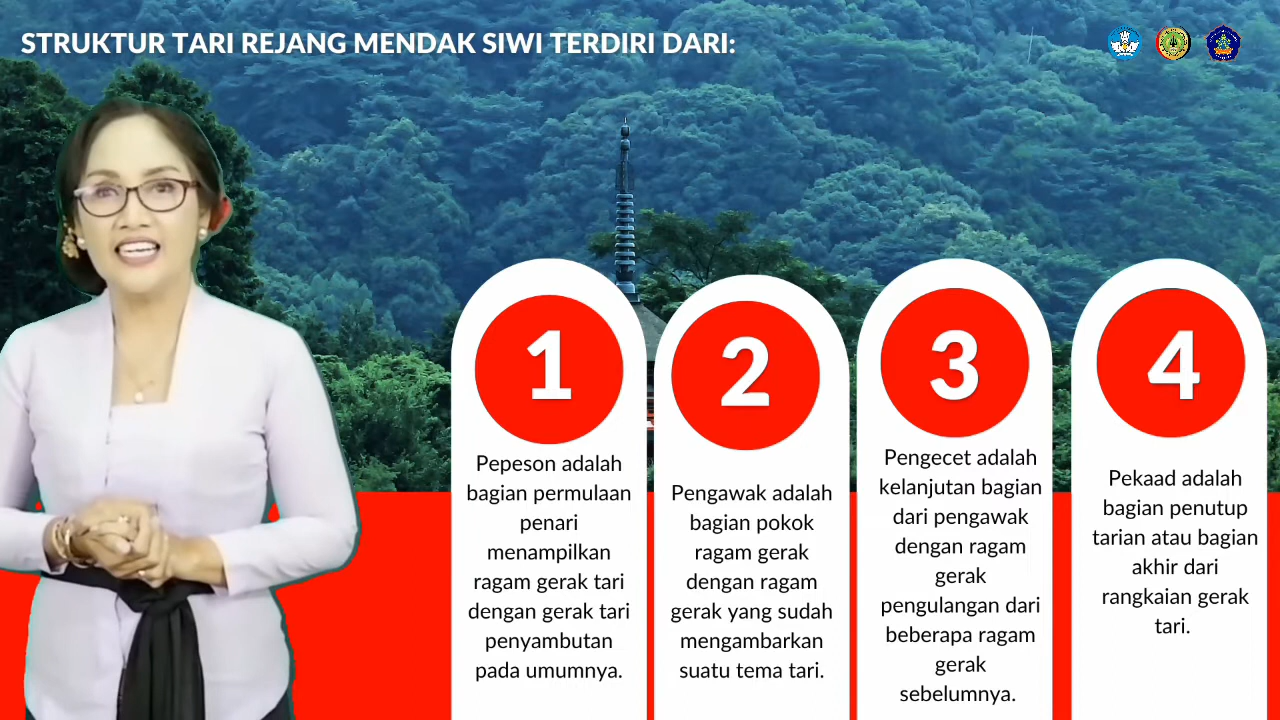 STRUKTUR TARI REJANG MENDAK SIWI TERDIRI DARI:
1
Pepeson adalah
bagian permulaan
penari
menampilkan
ragam gerak tari
dengan gerak tari
penyambutan
pada umumnya.
2
Pengawak adalah
bagian pokok
ragam gerak
dengan ragam
gerak yang sudah
mengambarkan
suatu tema tari.
3
Pengecet adalah
kelanjutan bagian
dari pengawak
dengan ragam
gerak
pengulangan dari
beberapa ragam
gerak
sebelumnya.
4
Pekaad adalah
bagian penutup
tarian atau bagian
akhir dari
rangkaian gerak
tari.